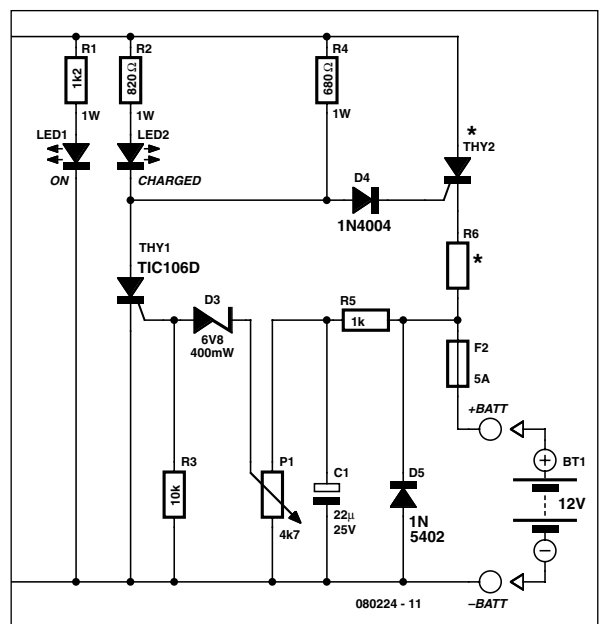 R1
1k2
1W
R2
820Ω
1W
R4
680Ω
1W
*
THY2
LED1
ON
LED2
CHARGED
D4
1N4004
R6
*
THY1
TIC106D
D3
6V8
400mW
R5
1k
F2
5A
+BATT
R3
10k
P1
4k7
C1
22µ
25V
D5
1N
5402
+
BT1
12V
−
080224 - 11
–BATT